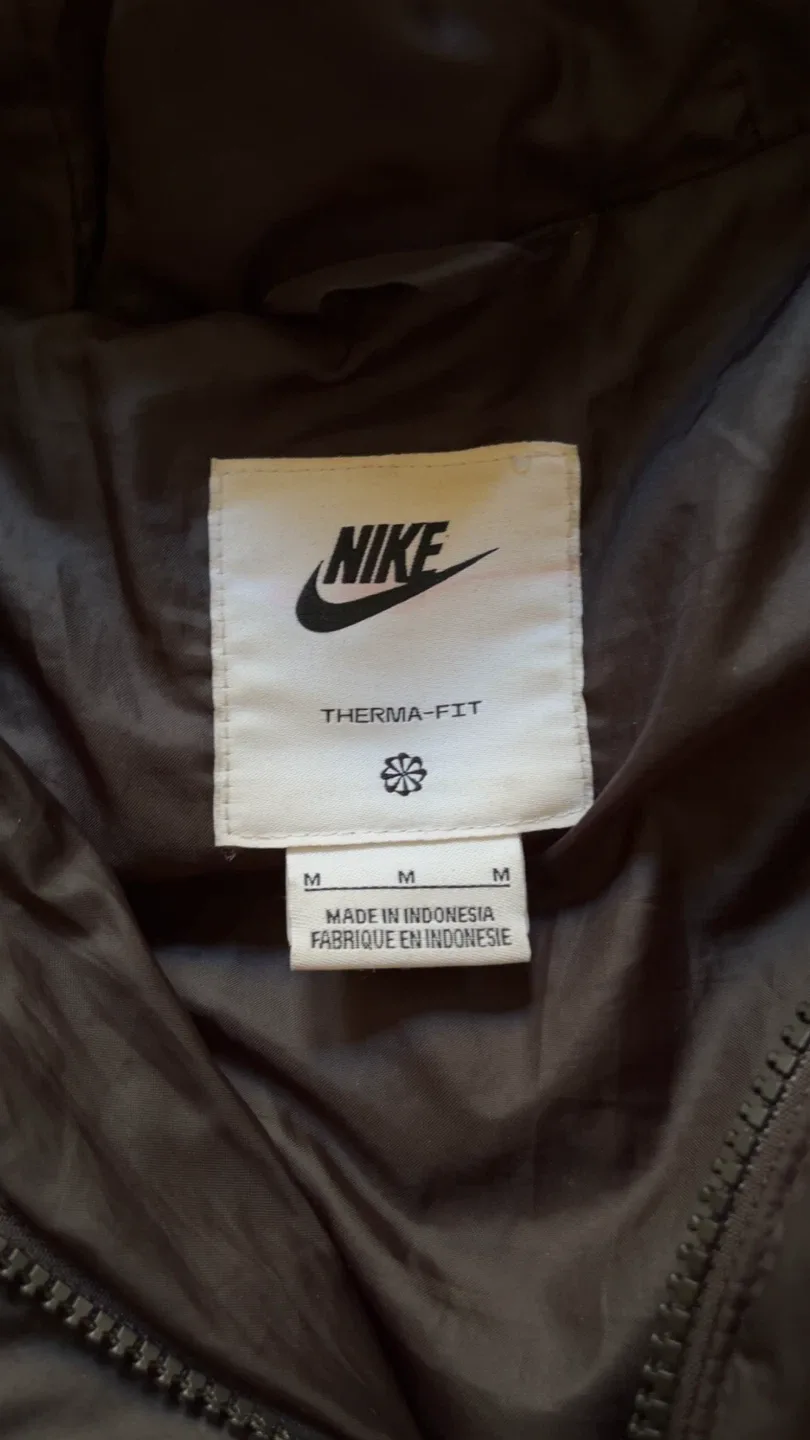 NIKE
THERMA-FIT
M M M
MADE IN INDONESIA
FABRIQUE EN INDONESIE